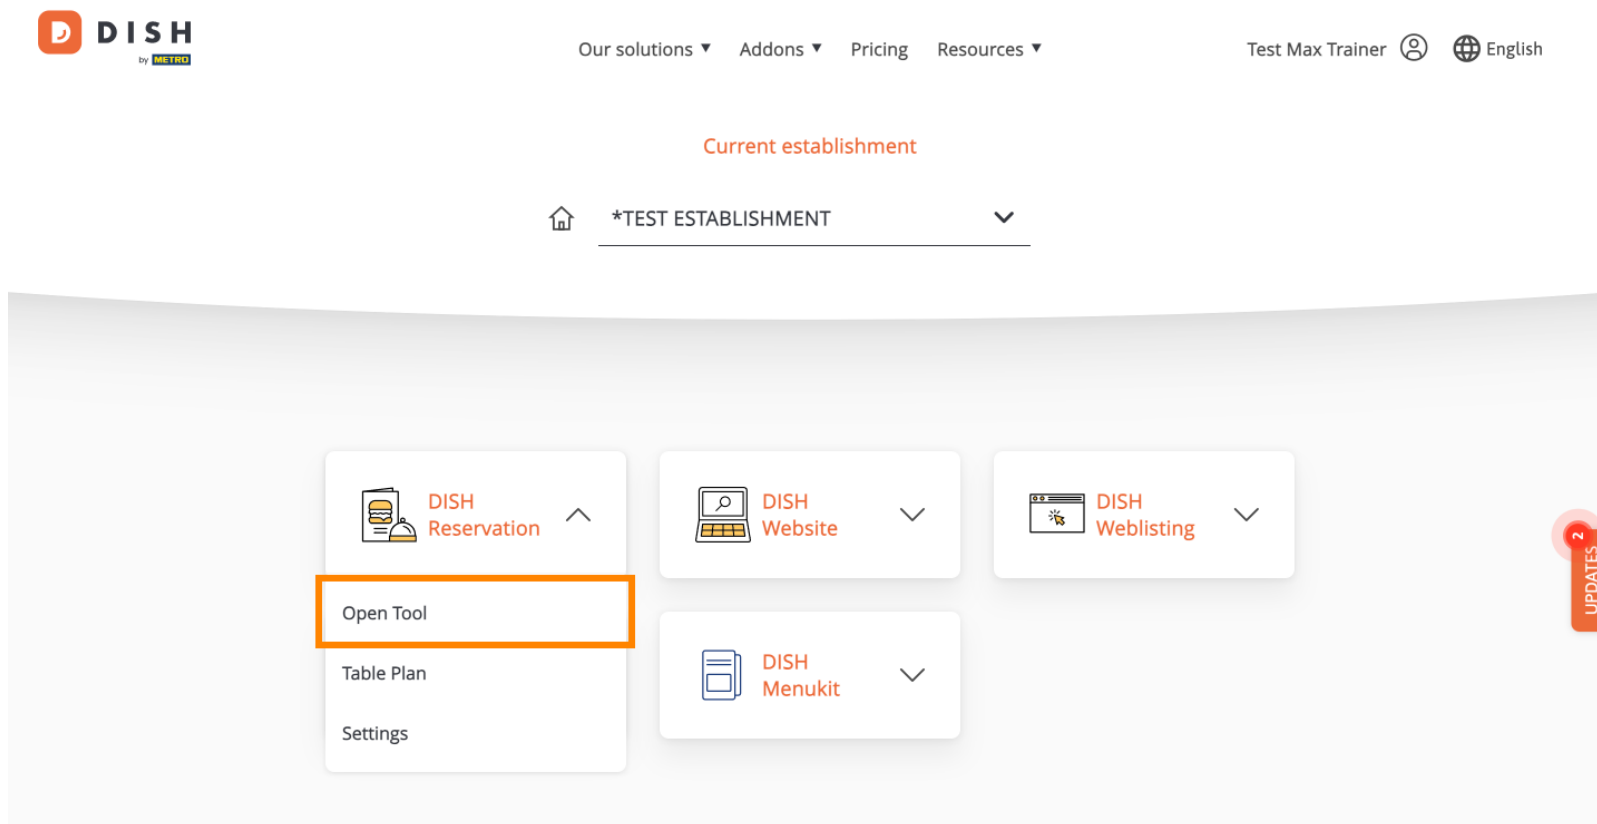 DISH
by METRO
Our solutions ▼ Addons ▼ Pricing Resources ▼ Test Max Trainer English
Current establishment
*TEST ESTABLISHMENT
DISH
Reservation
DISH
Website
DISH
Weblisting
Open Tool
Table Plan
Settings
DISH
Menukit
2
UPDATES